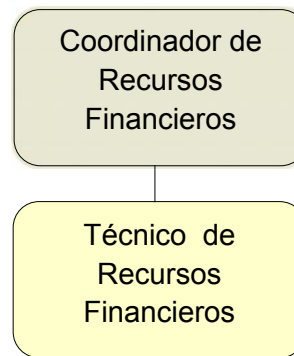 Coordinador de
Recursos
Financieros
Técnico de
Recursos
Financieros